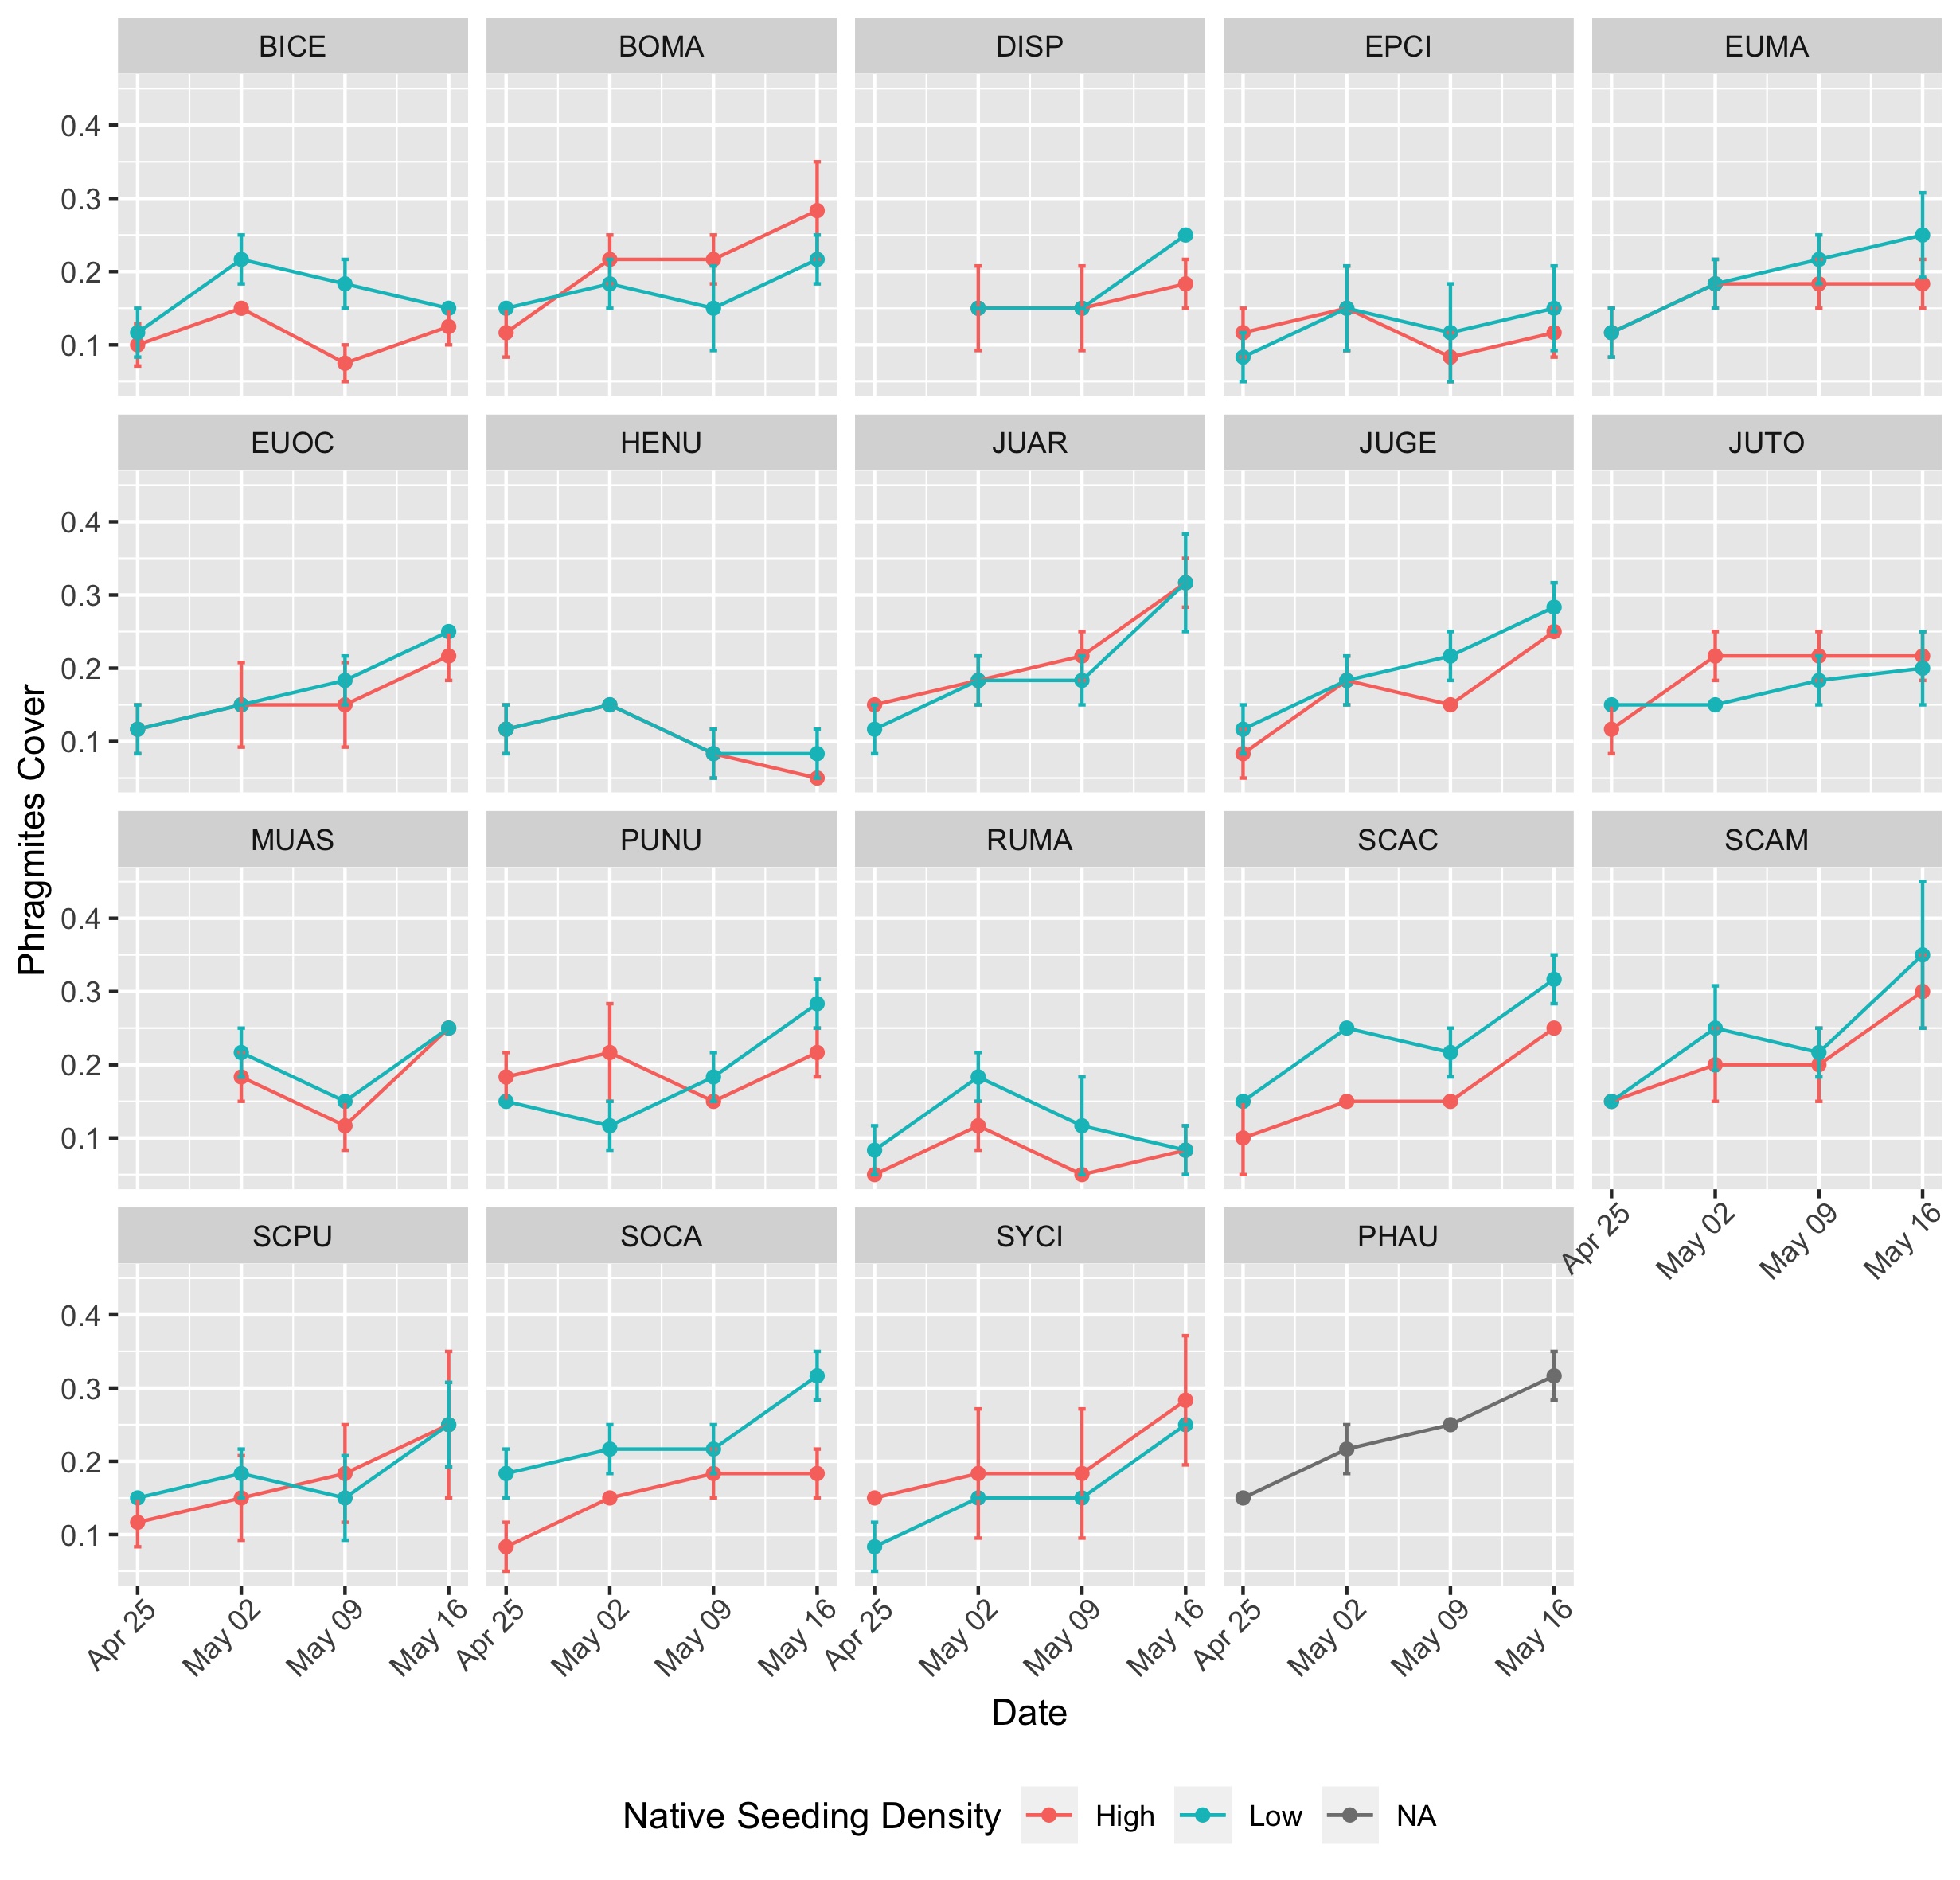 BICE BOMA DISP EPCI EUMA
0.4
0.3
0.2
0.1
EUOC HENU JUAR JUGE JUTO
0.4
0.3
0.2
0.1
MUAS PUNU RUMA SCAC SCAM
0.4
0.3
0.2
0.1
Apr 25 May 02 May 09 May 16
SCPU SOCA SYCI PHAU
0.4
0.3
0.2
0.1
Apr 25 May 02 May 09 May 16 Apr 25 May 02 May 09 May 16 Apr 25 May 02 May 09 May 16 Apr 25 May 02 May 09 May 16
Phragmites Cover
Date
Native Seeding Density High Low NA